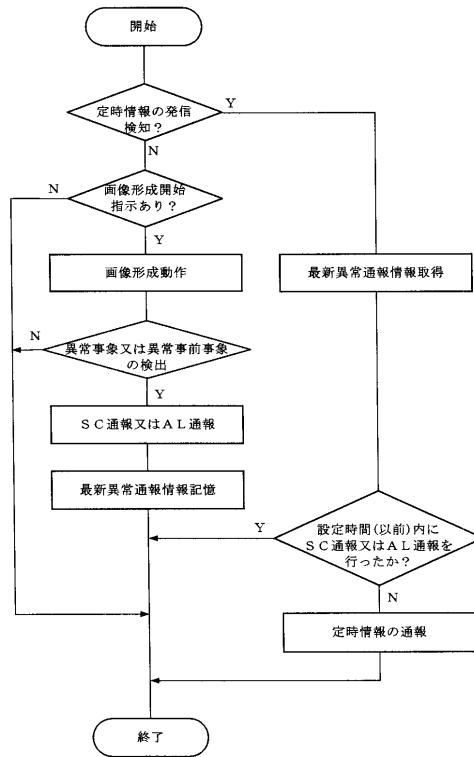 開始
定時情報の発信
検知？
Y
N
画像形成開始
指示あり？
N
Y
画像形成動作
最新異常通報情報取得
異常事象又は異常事前事象
の検出
N
Y
ＳＣ通報又はＡＬ通報
最新異常通報情報記憶
設定時間(以前)内に
ＳＣ通報又はＡＬ通報を
行ったか？
Y
N
定時情報の通報
終了